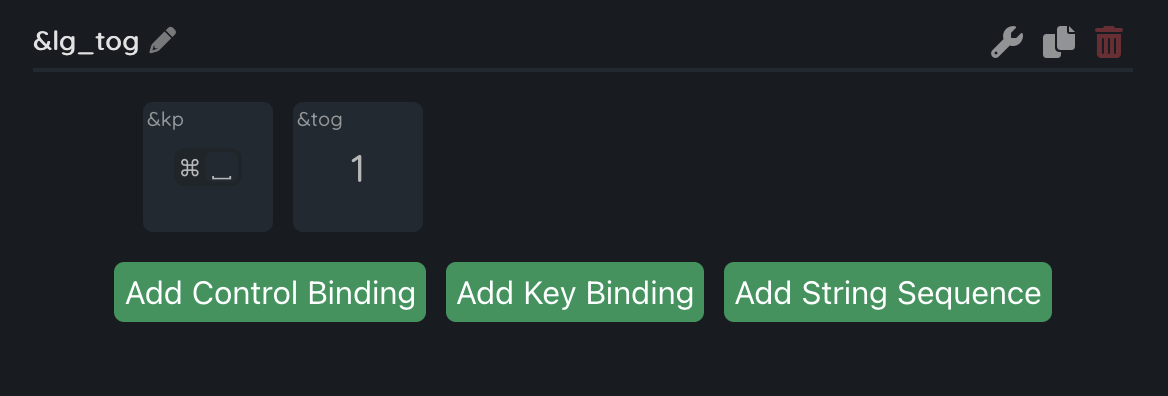 &lg_tog
&kp &tog
⌘ ⎵ 1
Add Control Binding Add Key Binding Add String Sequence